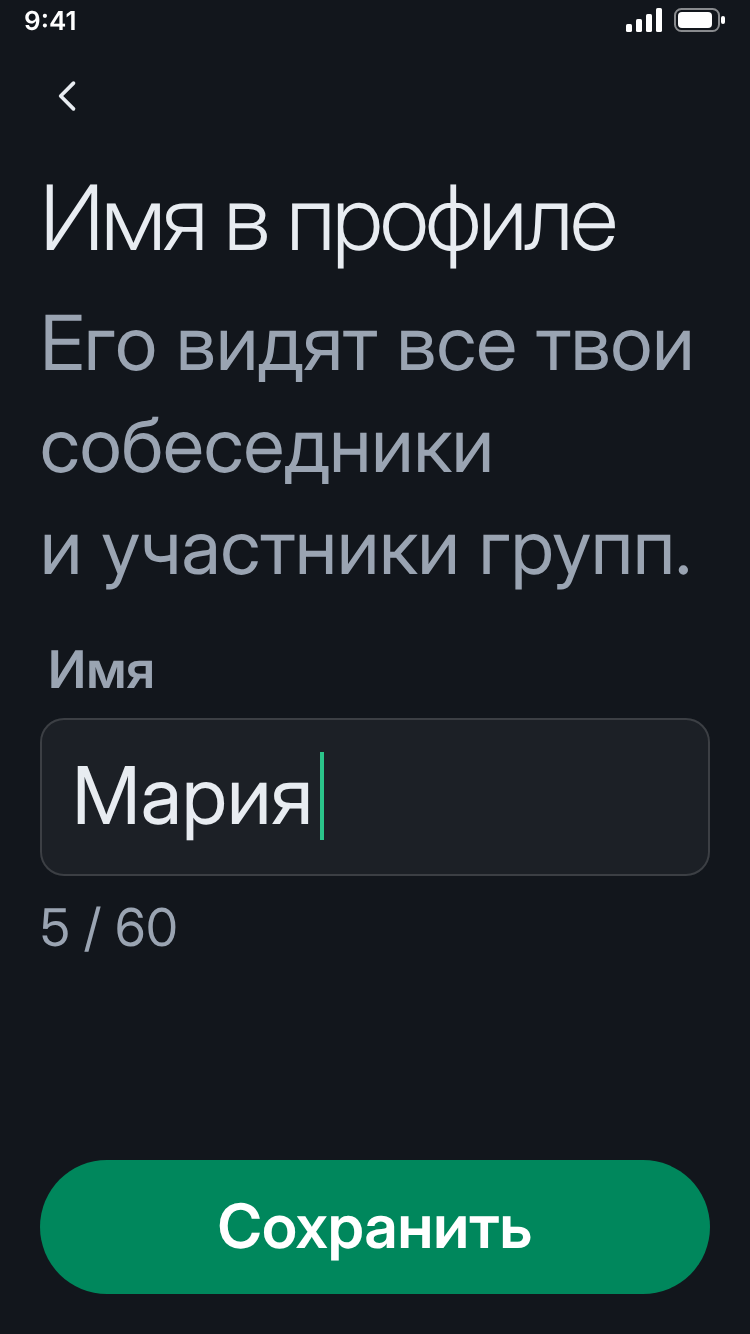 9:41
Имя в профиле
Его видят все твои
собеседники
и участники групп.
Имя
Мария
5 / 60
Сохранить